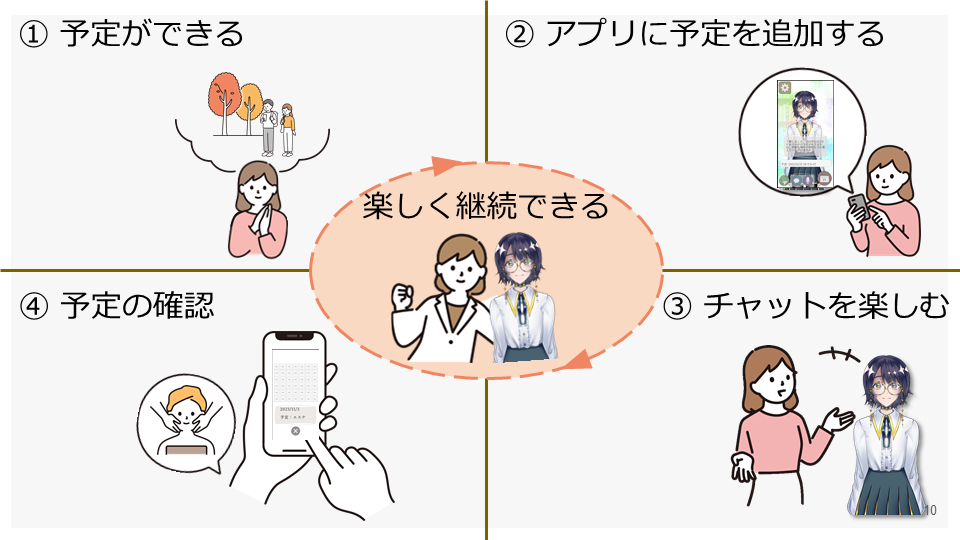 ① 予定ができる
② アプリに予定を追加する
楽しく継続できる
④ 予定の確認
③ チャットを楽しむ
2023/11/3
予定：エステ
10